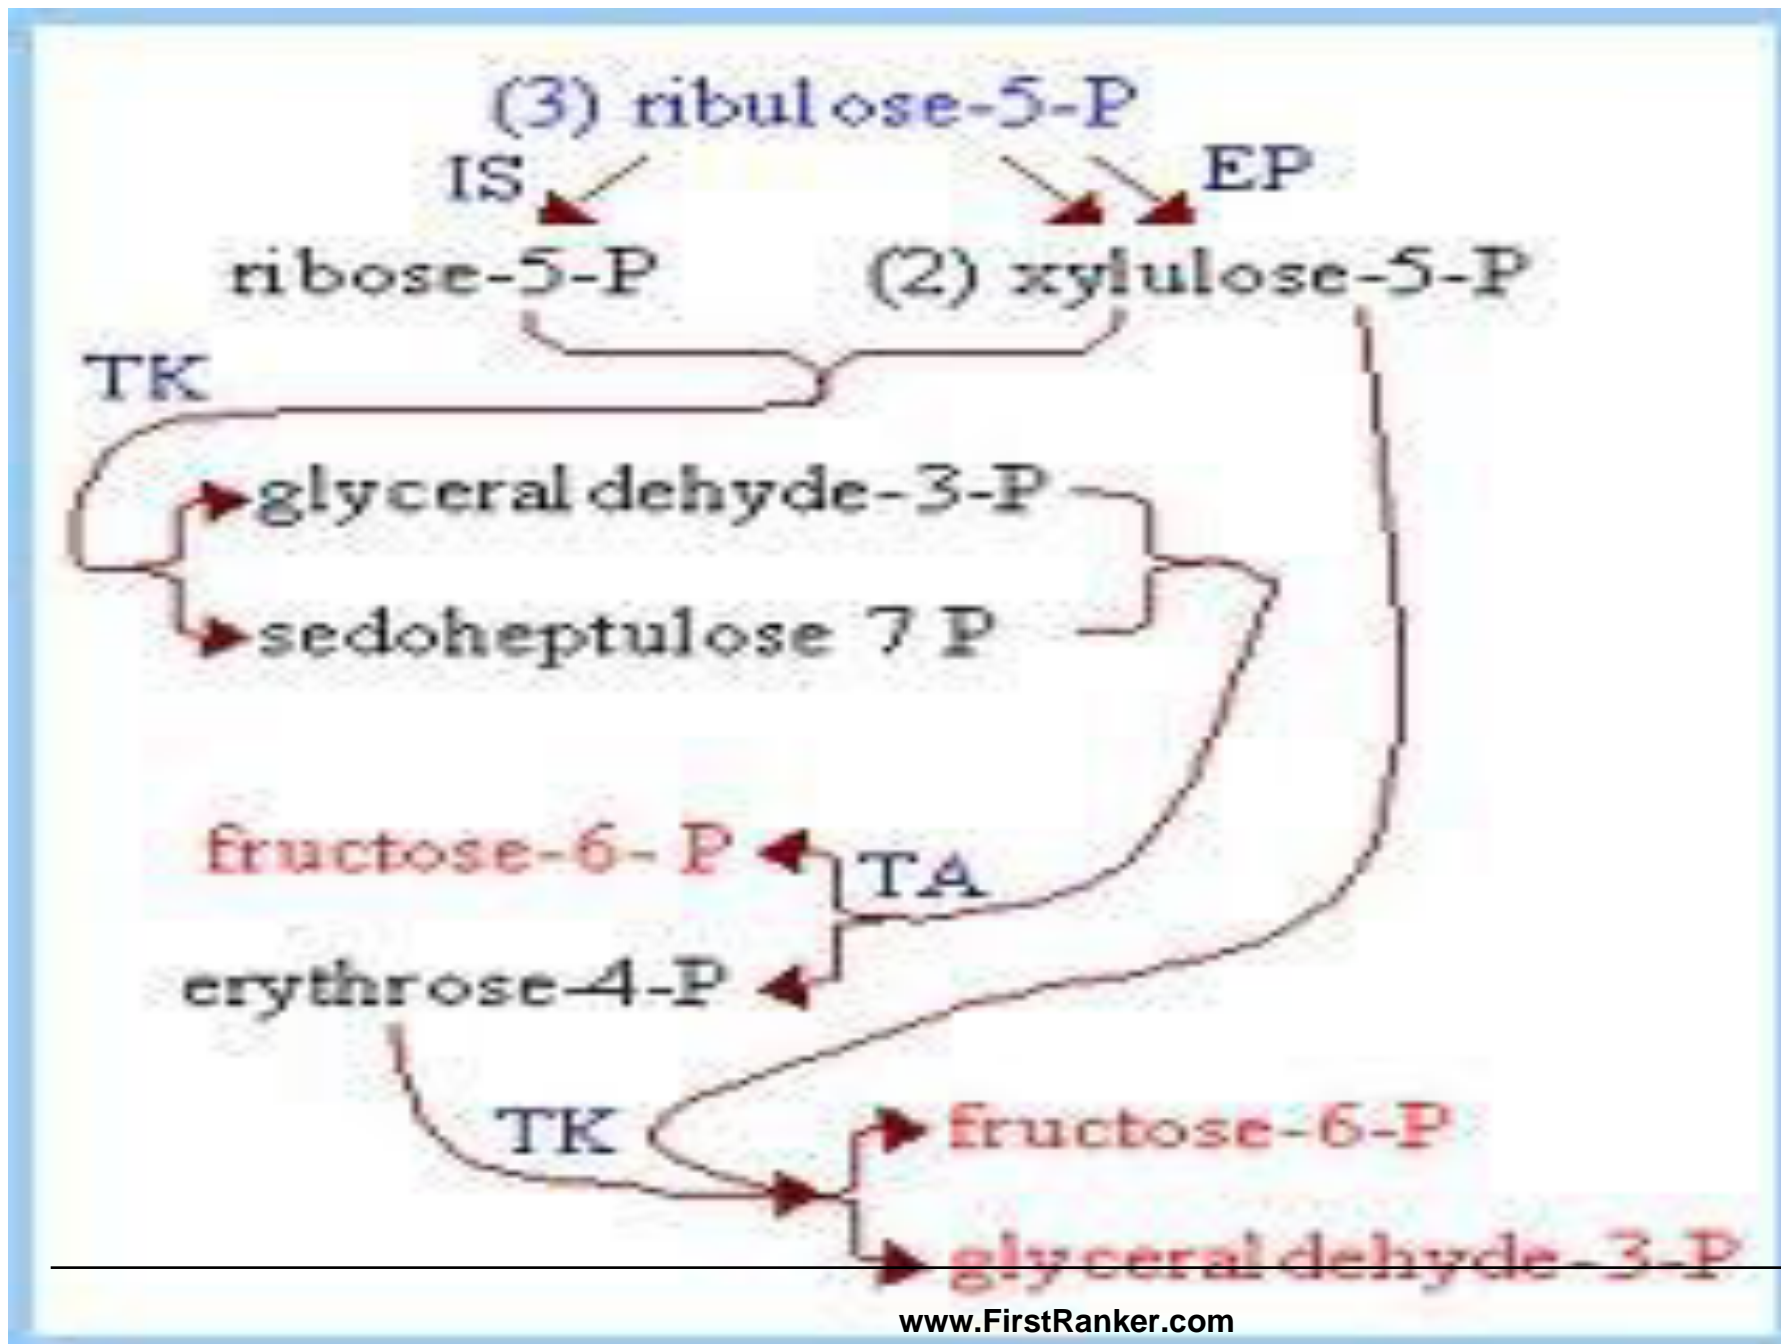 (3) ribulose-5-P
IS
EP
ribose-5-P
(2) xylulose-5-P
TK
glyceraldehyde-3-P
sedoheptulose 7 P
fructose-6- P
TA
erythrose-4-P
TK
fructose-6-P
glyceraldehyde-3-P
www.FirstRanker.com